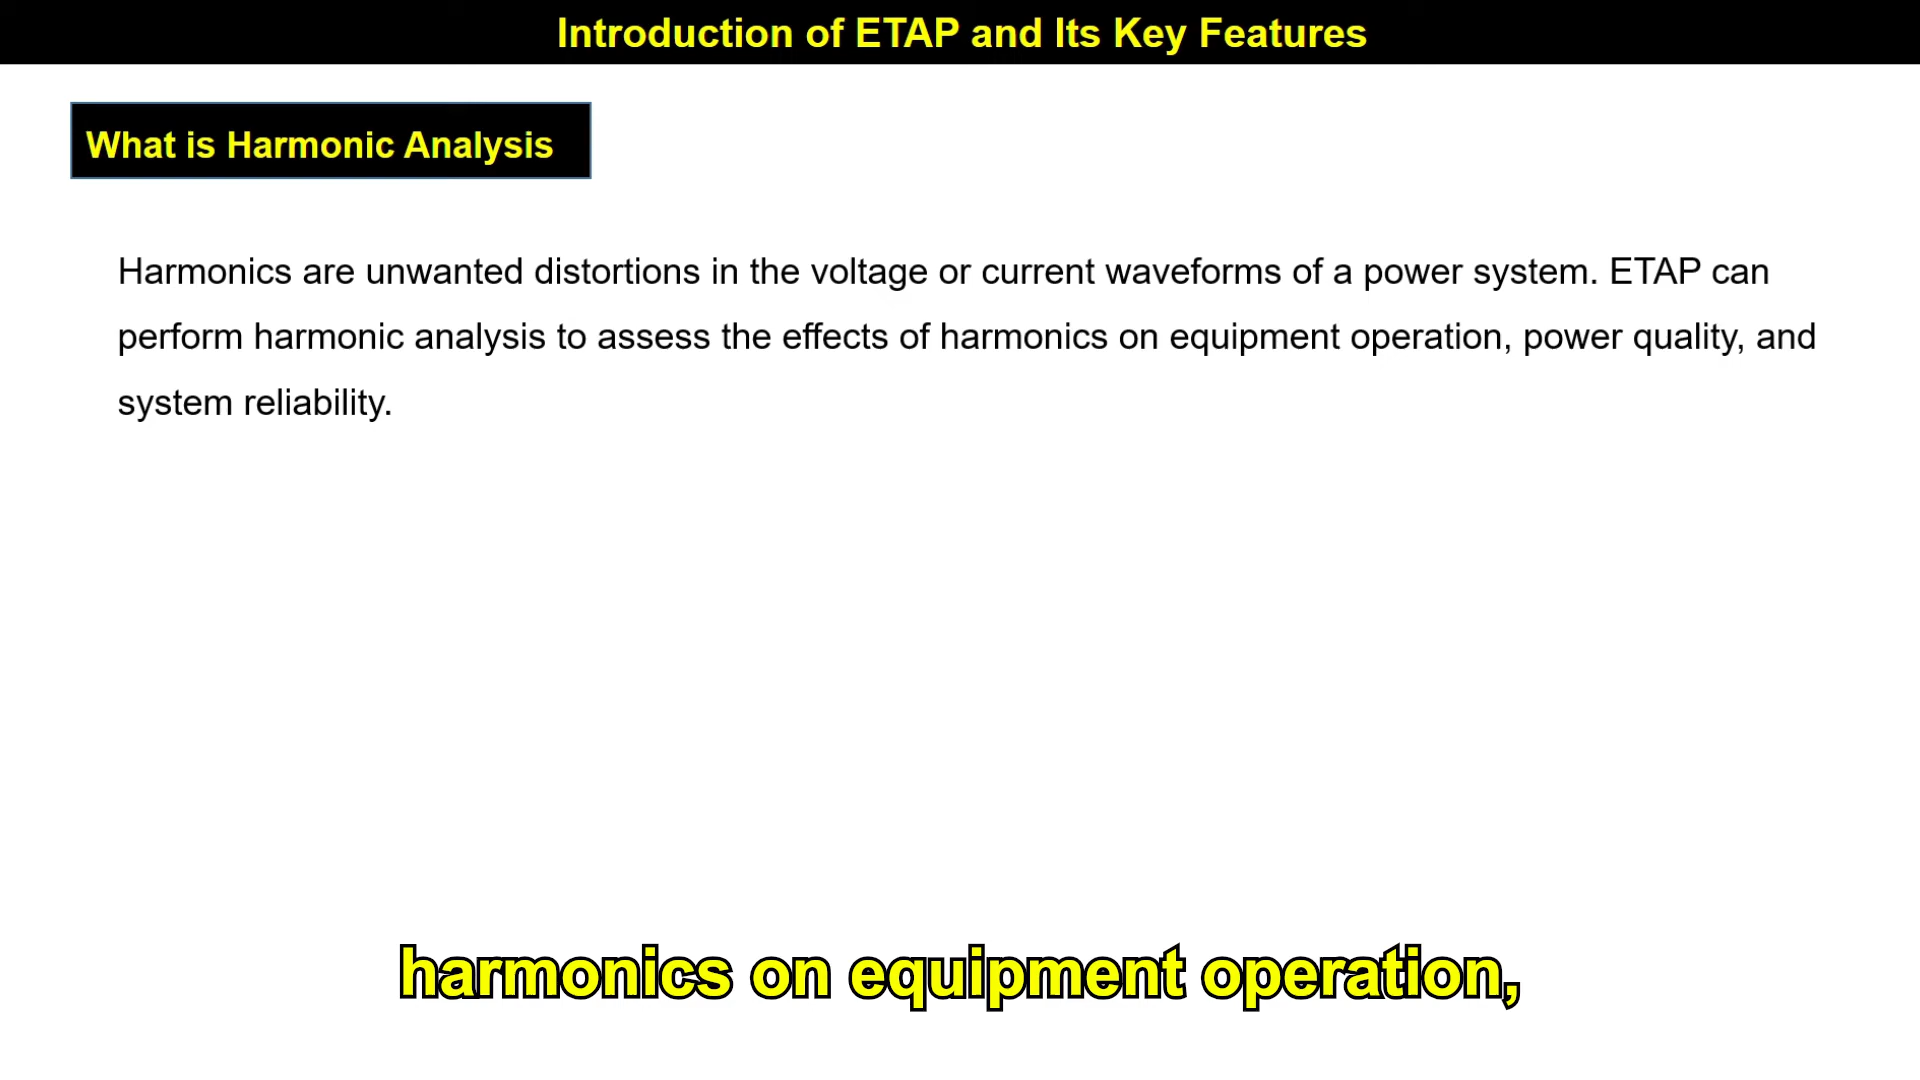 Introduction of ETAP and Its Key Features
What is Harmonic Analysis
Harmonics are unwanted distortions in the voltage or current waveforms of a power system. ETAP can
perform harmonic analysis to assess the effects of harmonics on equipment operation, power quality, and
system reliability.
harmonics on equipment operation,